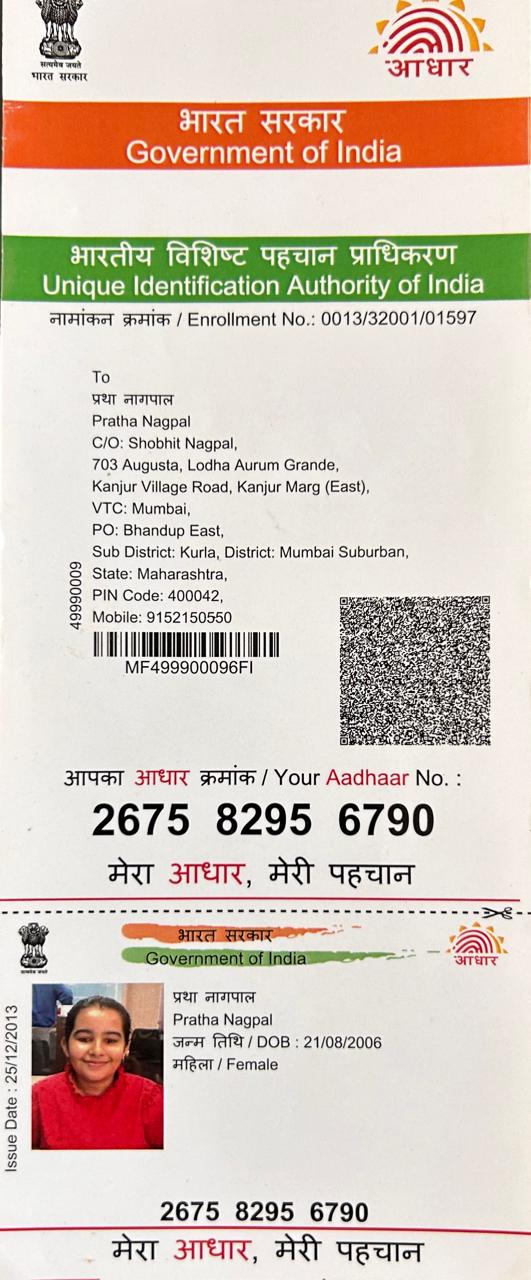 सत्यमेव जयते
भारत सरकार
आधार
भारत सरकार
Government of India
भारतीय विशिष्ट पहचान प्राधिकरण
Unique Identification Authority of India
नामांकन क्रमांक / Enrollment No.: 0013/32001/01597
To
प्रथा नागपाल
Pratha Nagpal
C/O: Shobhit Nagpal,
703 Augusta, Lodha Aurum Grande,
Kanjur Village Road, Kanjur Marg (East),
VTC: Mumbai,
PO: Bhandup East,
Sub District: Kurla, District: Mumbai Suburban,
State: Maharashtra,
PIN Code: 400042,
Mobile: 9152150550
49990009
MF499900096FI
आपका आधार क्रमांक / Your Aadhaar No. :
2675 8295 6790
मेरा आधार, मेरी पहचान
भारत सरकार
Government of India
आधार
Issue Date : 25/12/2013
प्रथा नागपाल
Pratha Nagpal
जन्म तिथि / DOB : 21/08/2006
महिला / Female
2675 8295 6790
मेरा आधार, मेरी पहचान